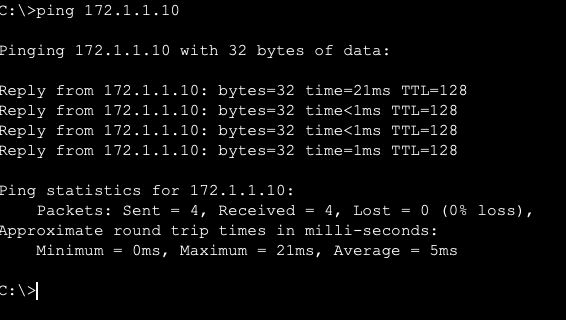 C:\>ping 172.1.1.10
Pinging 172.1.1.10 with 32 bytes of data:
Reply from 172.1.1.10: bytes=32 time=21ms TTL=128
Reply from 172.1.1.10: bytes=32 time<1ms TTL=128
Reply from 172.1.1.10: bytes=32 time<1ms TTL=128
Reply from 172.1.1.10: bytes=32 time=1ms TTL=128
Ping statistics for 172.1.1.10:
    Packets: Sent = 4, Received = 4, Lost = 0 (0% loss),
Approximate round trip times in milli-seconds:
    Minimum = 0ms, Maximum = 21ms, Average = 5ms
C:\>